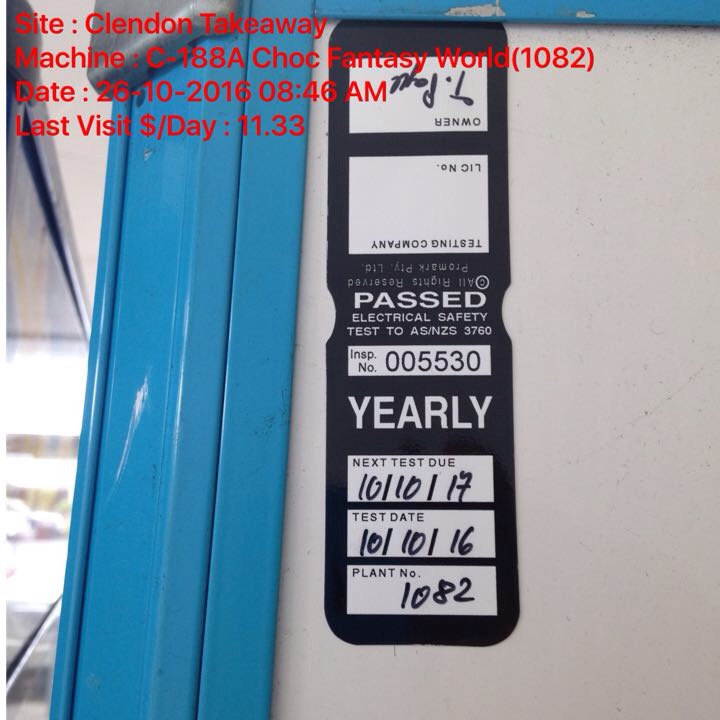 Site : Clendon Takeaway
Machine : C-188A Choc Fantasy World(1082)
Date : 26-10-2016 08:46 AM
Last Visit $/Day : 11.33
OWNER
LIC No.
TESTING COMPANY
©All Rights Reserved
Promark Pty. Ltd.
PASSED
ELECTRICAL SAFETY
TEST TO AS/NZS 3760
Insp. No. 005530
YEARLY
NEXT TEST DUE
10/10/17
TEST DATE
10/10/16
PLANT No.
1082